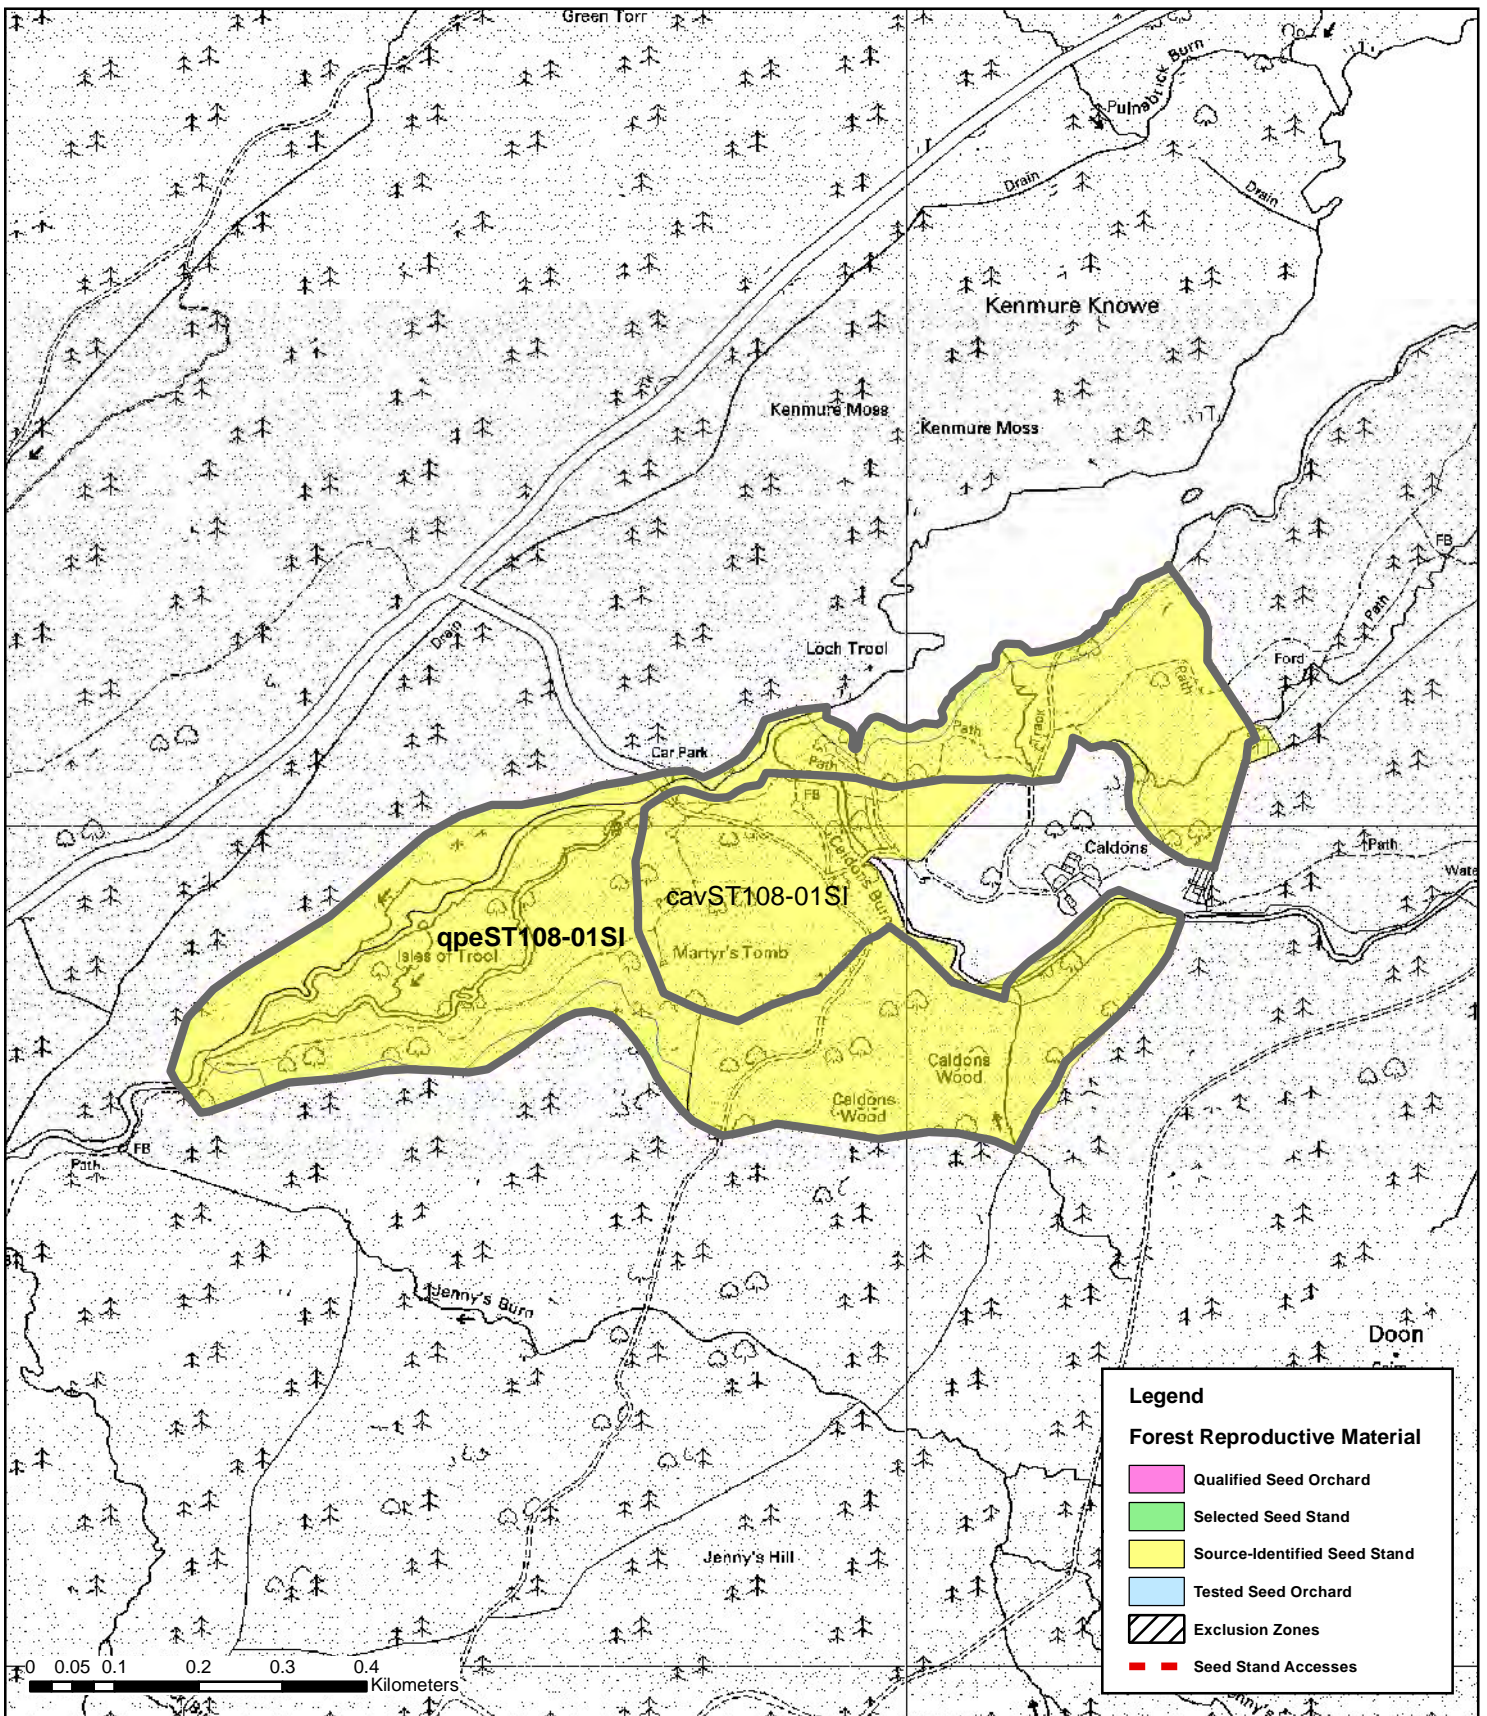 Green Torr
Pulnabrick Burn
Drain
Drain
Kenmure Knowe
Kenmure Moss
Kenmure Moss
FB
Path
Drain
Loch Trool
Ford
Path
Track
Path
Car Park
Path
FB
Caldons Burn
Caldons
Path
cavST108-01SI
qpeST108-01SI
Isles of Trool
Martyr's Tomb
Caldons
Wood
Caldons
Wood
FB
Path
Jenny's Burn
Doon
Jenny's Hill
Legend
Forest Reproductive Material
Qualified Seed Orchard
Selected Seed Stand
Source-Identified Seed Stand
Tested Seed Orchard
Exclusion Zones
Seed Stand Accesses
0 0.05 0.1 0.2 0.3 0.4
Kilometers